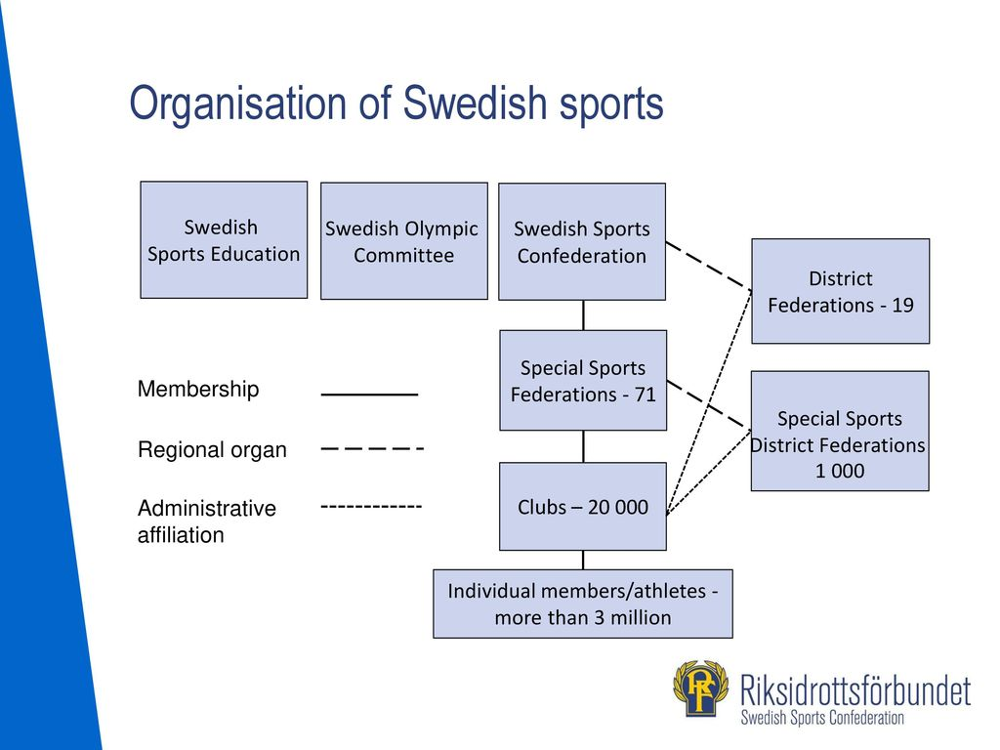 Organisation of Swedish sports
Swedish
Sports Education
Swedish Olympic
Committee
Swedish Sports
Confederation
District
Federations - 19
Special Sports
Federations - 71
Special Sports
District Federations
1 000
Membership
Regional organ
Administrative
affiliation
Clubs – 20 000
Individual members/athletes -
more than 3 million
RF
Riksidrottsförbundet
Swedish Sports Confederation